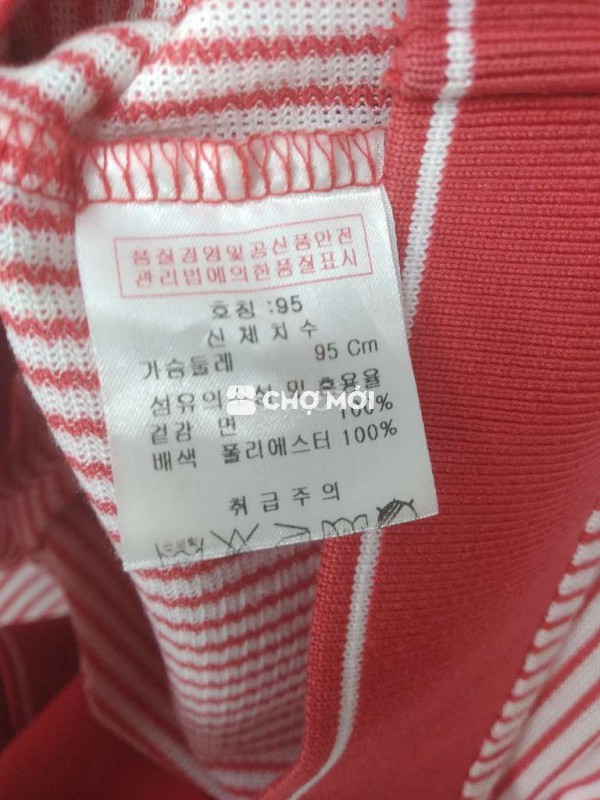 품질경영및공산품안전
관리법에의한품질표시
호칭 :95
신체치수
가슴둘레 95 Cm
섬유의 및 혼용율
CHỢ MỚI
겉감 면 100%
배색 폴리에스터 100%
취급주의